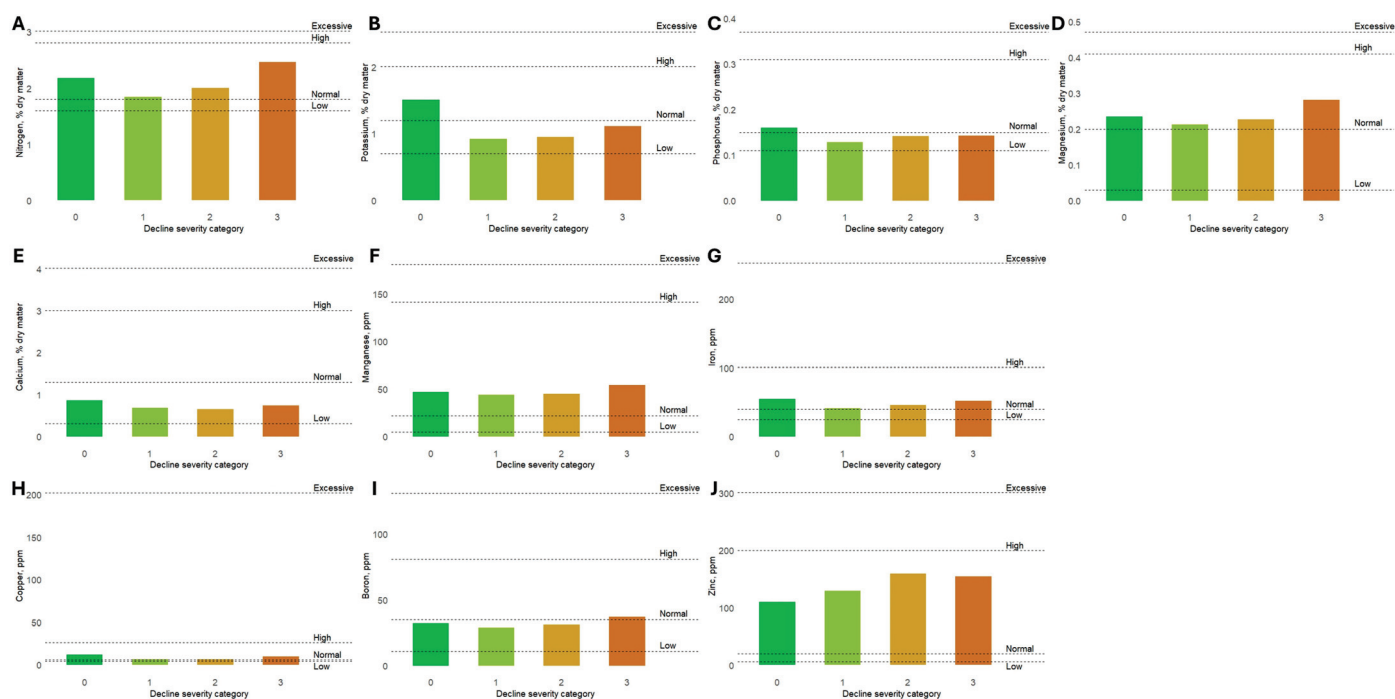 A
Nitrogen, % dry matter
3
2
1
0
Excessive
High
Normal
Low
0 1 2 3
Decline severity category
B
Potassium, % dry matter
2
1
0
High
Normal
Low
0 1 2 3
Decline severity category
C
Phosphorus, % dry matter
0.4
0.3
0.2
0.1
0.0
Excessive
High
Normal
Low
0 1 2 3
Decline severity category
D
Magnesium, % dry matter
0.5
0.4
0.3
0.2
0.1
0.0
Excessive
High
Normal
Low
0 1 2 3
Decline severity category
E
Calcium, % dry matter
4
3
2
1
0
Excessive
High
Normal
Low
0 1 2 3
Decline severity category
F
Manganese, ppm
150
100
50
0
High
Normal
Low
0 1 2 3
Decline severity category
G
Iron, ppm
200
100
0
Excessive
High
Normal
Low
0 1 2 3
Decline severity category
H
Copper, ppm
200
150
100
50
0
Excessive
High
Normal
Low
0 1 2 3
Decline severity category
I
Boron, ppm
100
50
0
High
Normal
Low
0 1 2 3
Decline severity category
J
Zinc, ppm
300
200
100
0
Excessive
High
Normal
Low
0 1 2 3
Decline severity category